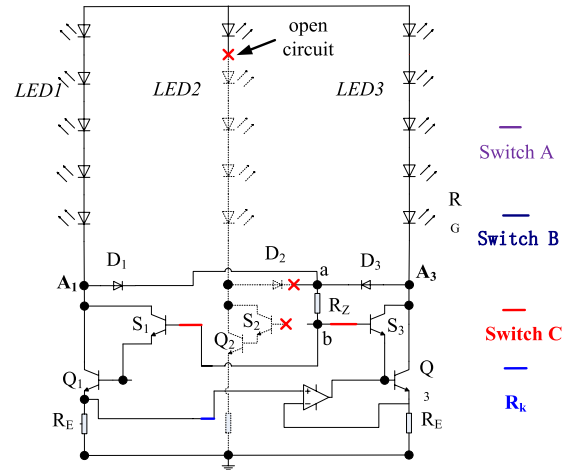 open
circuit
LED1
LED2
LED3
R
G
Switch A
Switch B
Switch C
Rk
D1
D2
a
D3
A1
A3
RZ
S1
S2
b
S3
Q2
Q1
Q
3
+
-
RE
RE